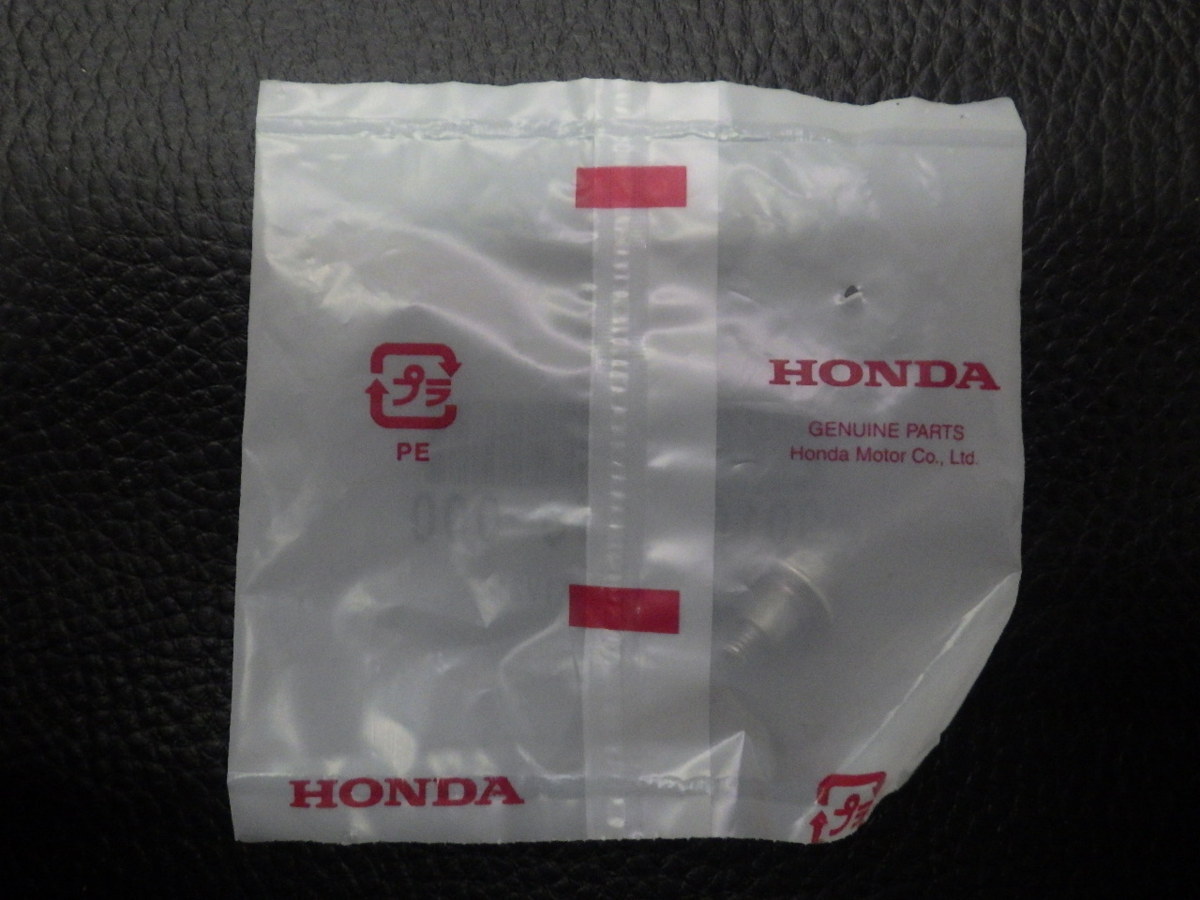 プラ
PE
HONDA
GENUINE PARTS
Honda Motor Co., Ltd.
HONDA
プラ